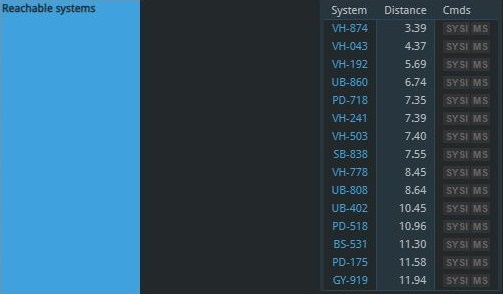 Reachable systems
System Distance Cmds
VH-874 3.39 SYSI MS
VH-043 4.37 SYSI MS
VH-192 5.69 SYSI MS
UB-860 6.74 SYSI MS
PD-718 7.35 SYSI MS
VH-241 7.39 SYSI MS
VH-503 7.40 SYSI MS
SB-838 7.55 SYSI MS
VH-778 8.45 SYSI MS
UB-808 8.64 SYSI MS
UB-402 10.45 SYSI MS
PD-518 10.96 SYSI MS
BS-531 11.30 SYSI MS
PD-175 11.58 SYSI MS
GY-919 11.94 SYSI MS